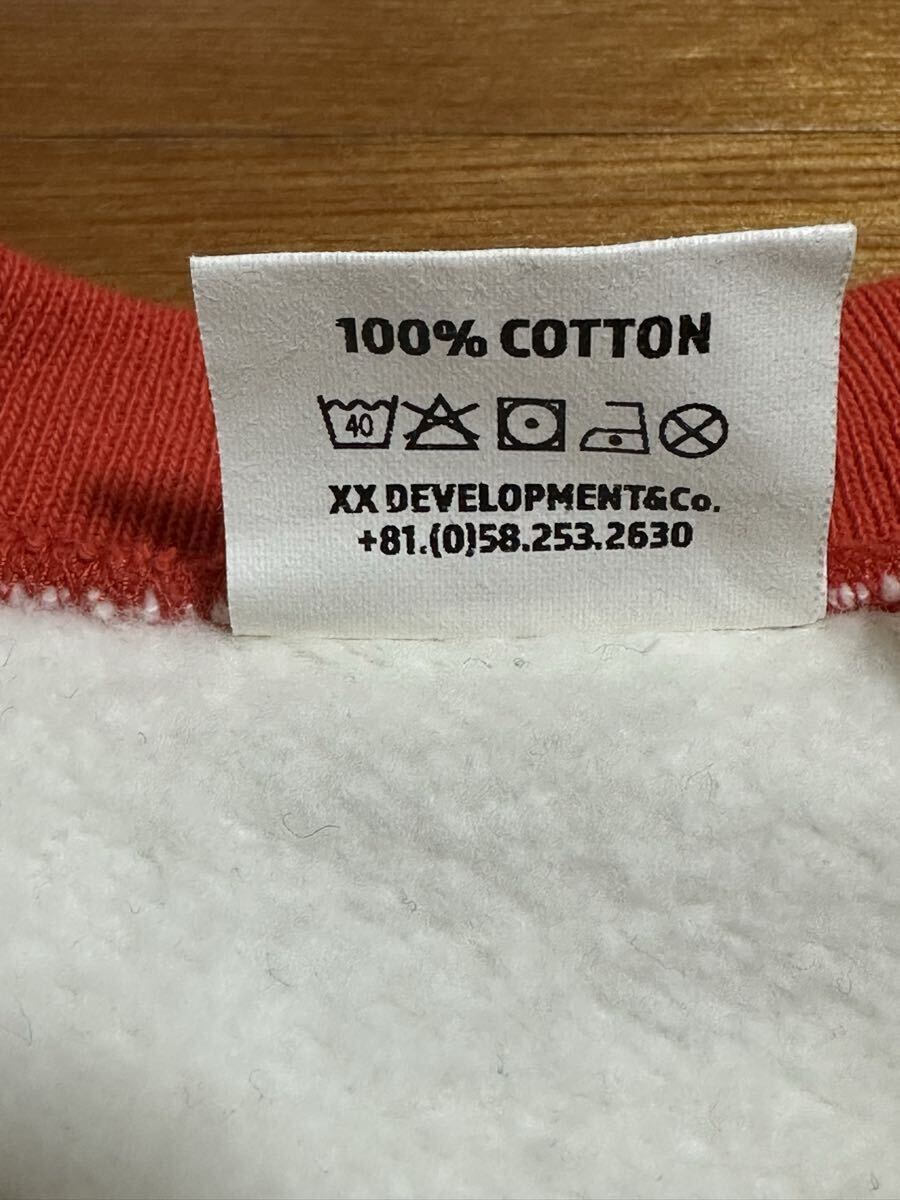 100% COTTON
40
XX DEVELOPMENT&Co.
+81.(0)58.253.2630